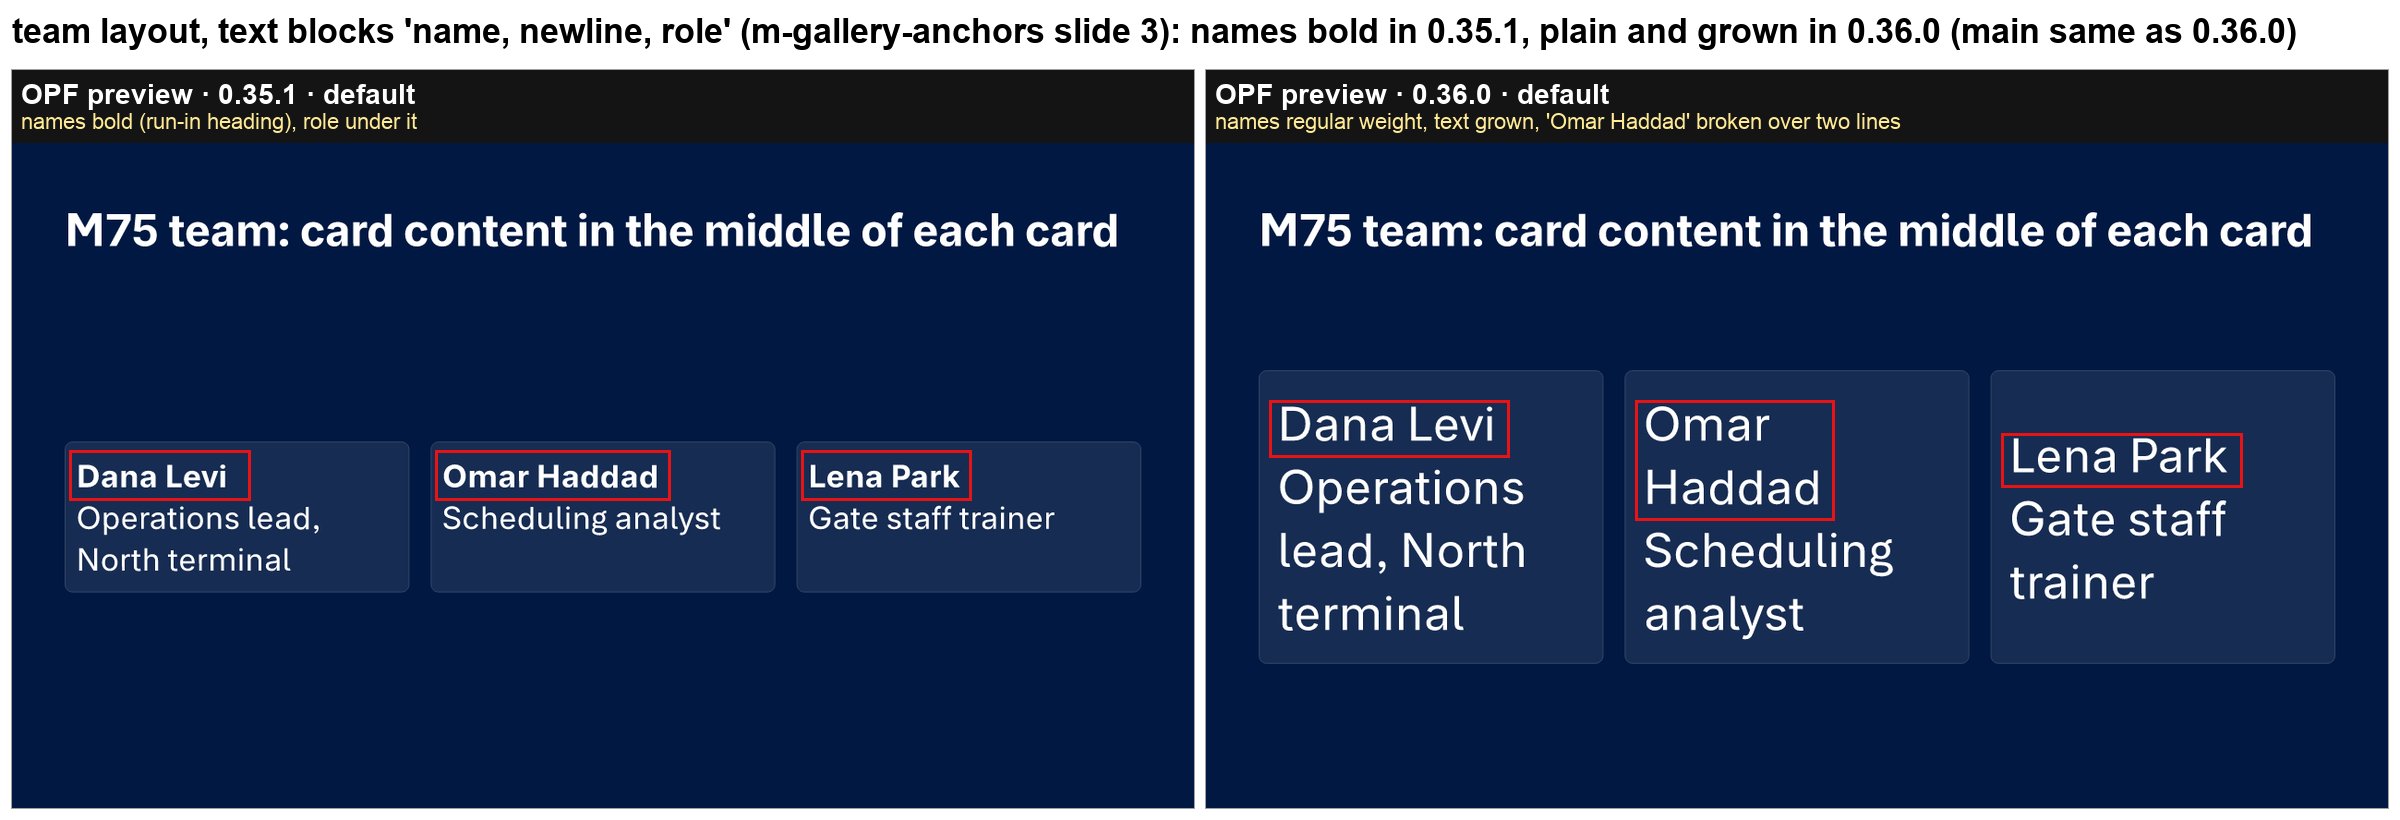 team layout, text blocks 'name, newline, role' (m-gallery-anchors slide 3): names bold in 0.35.1, plain and grown in 0.36.0 (main same as 0.36.0)
OPF preview · 0.35.1 · default
names bold (run-in heading), role under it
M75 team: card content in the middle of each card
Dana Levi
Operations lead,
North terminal
Omar Haddad
Scheduling analyst
Lena Park
Gate staff trainer
OPF preview · 0.36.0 · default
names regular weight, text grown, 'Omar Haddad' broken over two lines
M75 team: card content in the middle of each card
Dana Levi
Operations
lead, North
terminal
Omar
Haddad
Scheduling
analyst
Lena Park
Gate staff
trainer